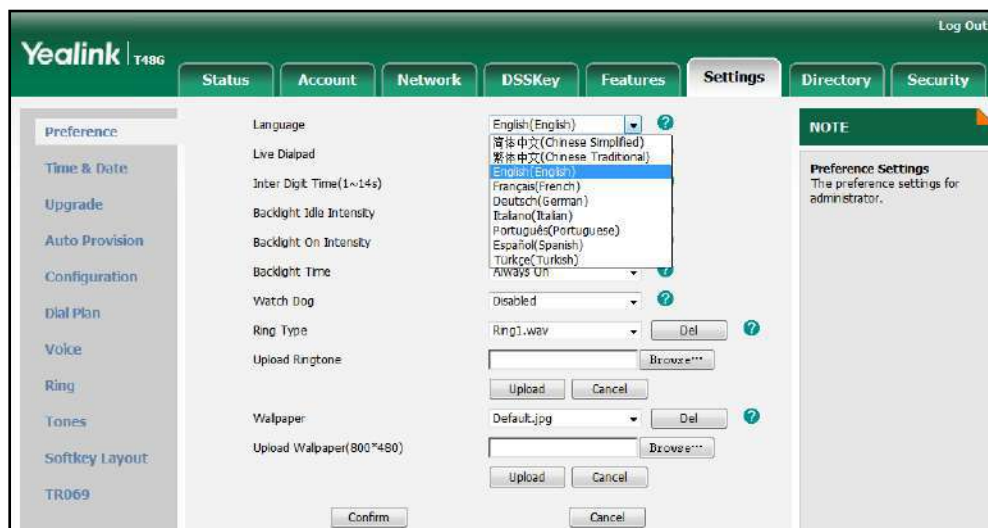 Log Out
Yealink T48G
Status Account Network DSSKey Features Settings Directory Security
Preference
Time & Date
Upgrade
Auto Provision
Configuration
Dial Plan
Voice
Ring
Tones
Softkey Layout
TR069
Language English(English) ?
简体中文(Chinese Simplified)
繁体中文(Chinese Traditional)
English(English)
Français(French)
Deutsch(German)
Italano(Italian)
Português(Portuguese)
Español(Spanish)
Türkçe(Turkish)
Live Dialpad
Inter Digit Time(1~14s)
Backlight Idle Intensity
Backlight On Intensity
Backlight Time Always On ?
Watch Dog Disabled ?
Ring Type Ring1.wav Del ?
Upload Ringtone Browse...
Upload Cancel
Wallpaper Default.jpg Del ?
Upload Wallpaper(800*480) Browse...
Upload Cancel
Confirm Cancel
NOTE
Preference Settings
The preference settings for
administrator.